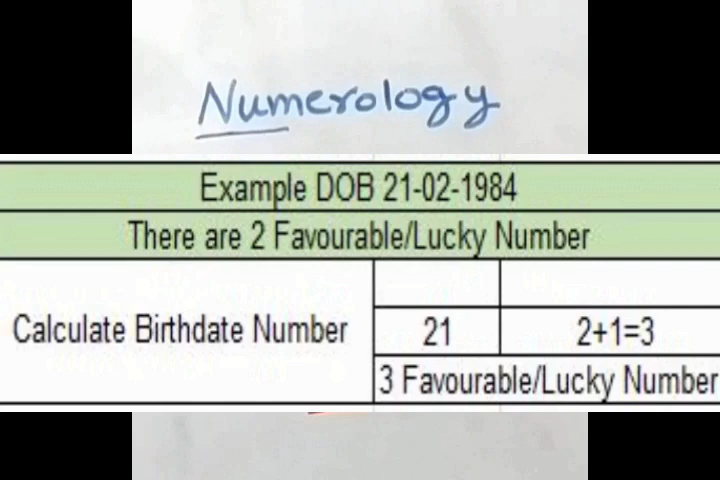 Numerology
Example DOB 21-02-1984
There are 2 Favourable/Lucky Number
Calculate Birthdate Number
21
2+1=3
3 Favourable/Lucky Number